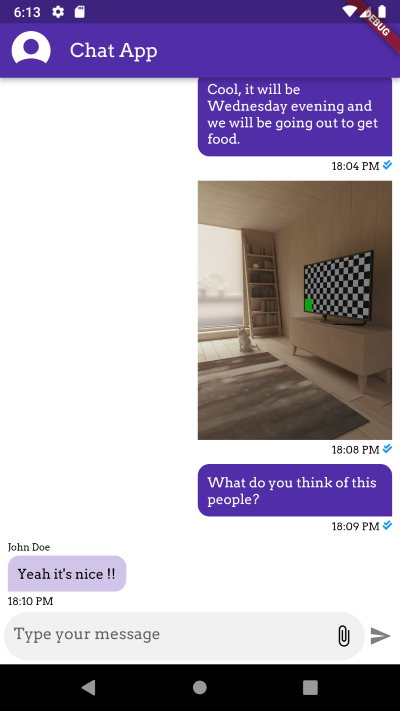 6:13
DEBUG
Chat App
Cool, it will be
Wednesday evening and
we will be going out to get
food.
18:04 PM
18:08 PM
What do you think of this
people?
18:09 PM
John Doe
Yeah it's nice !!
18:10 PM
Type your message